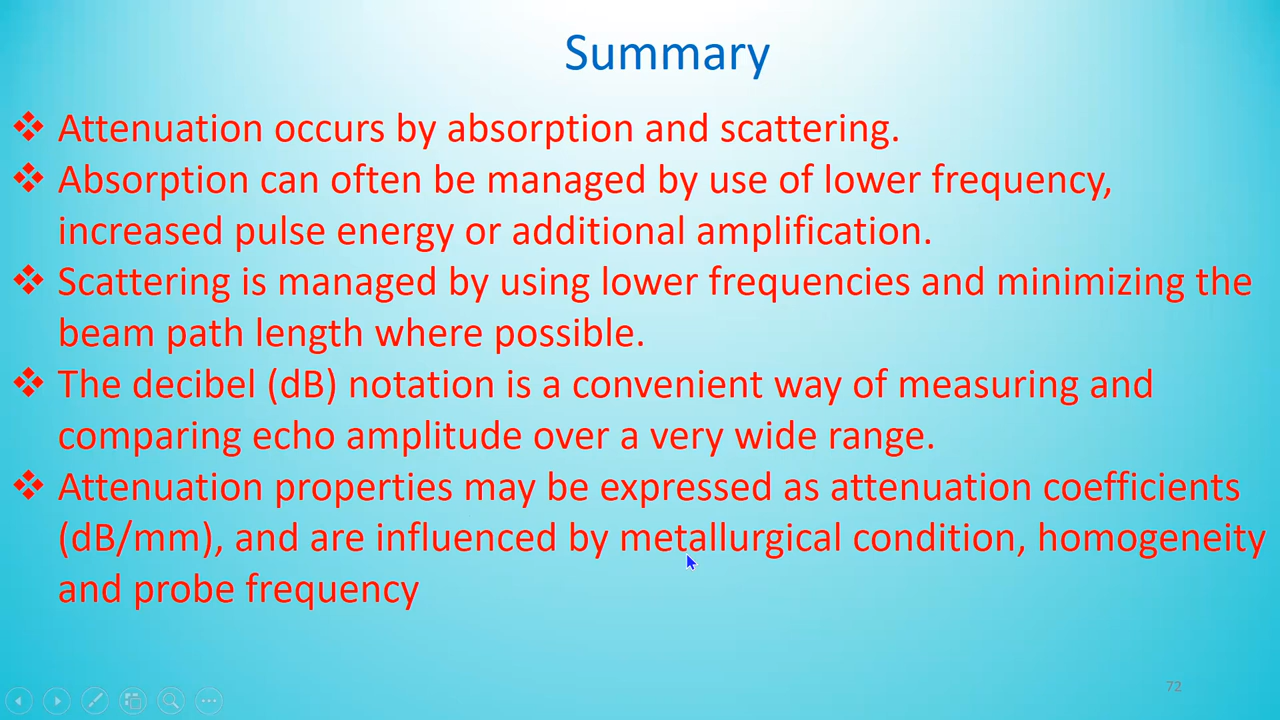 Summary
❖ Attenuation occurs by absorption and scattering.
❖ Absorption can often be managed by use of lower frequency,
increased pulse energy or additional amplification.
❖ Scattering is managed by using lower frequencies and minimizing the
beam path length where possible.
❖ The decibel (dB) notation is a convenient way of measuring and
comparing echo amplitude over a very wide range.
❖ Attenuation properties may be expressed as attenuation coefficients
(dB/mm), and are influenced by metallurgical condition, homogeneity
and probe frequency
72